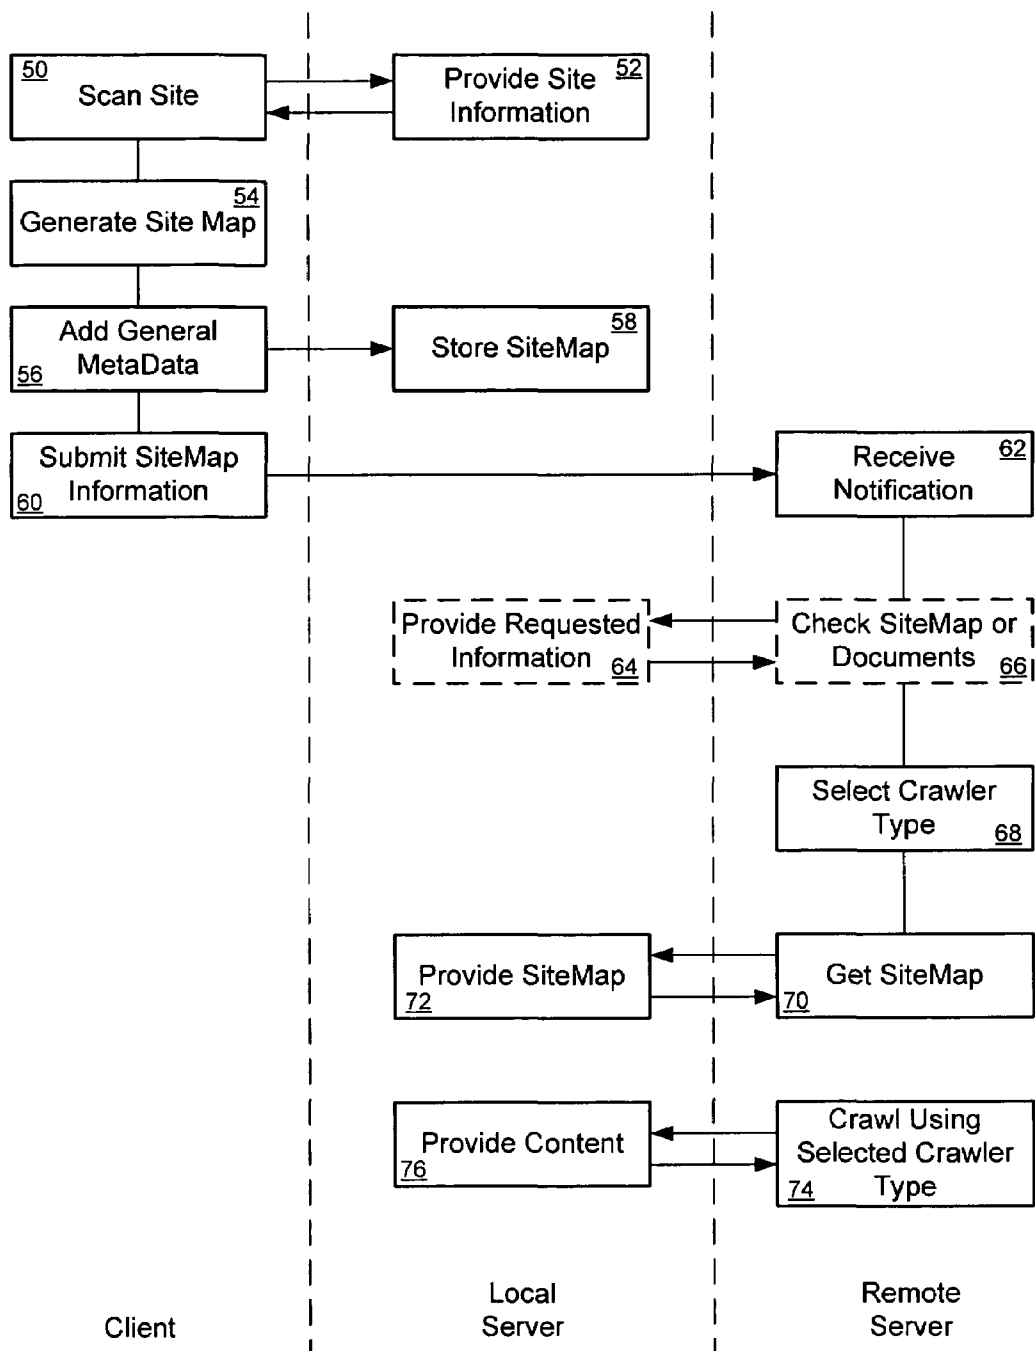 50
Scan Site
Provide Site
Information
52
54
Generate Site Map
Add General
MetaData
56
58
Store SiteMap
Submit SiteMap
Information
60
62
Receive
Notification
Provide Requested
Information
64
Check SiteMap or
Documents
66
Select Crawler
Type
68
Provide SiteMap
72
Get SiteMap
70
Provide Content
76
Crawl Using
Selected Crawler
Type
74
Client
Local
Server
Remote
Server